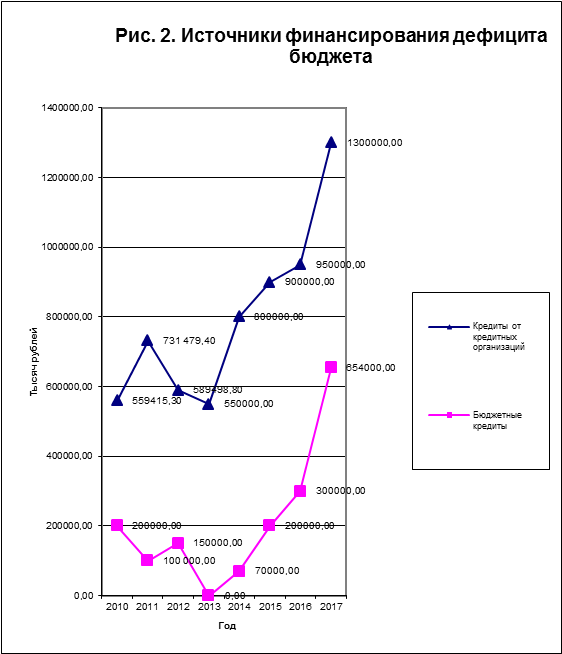 Рис. 2. Источники финансирования дефицита
бюджета
1400000,00
1200000,00
1000000,00
800000,00
600000,00
400000,00
200000,00
0,00
Тысяч рублей
1300000,00
950000,00
900000,00
800000,00
731 479,40
589498,80
559415,30
550000,00
654000,00
300000,00
200000,00
200000,00
150000,00
100 000,00
70000,00
0,00
2010 2011 2012 2013 2014 2015 2016 2017
Год
Кредиты от
кредитных
организаций
Бюджетные
кредиты